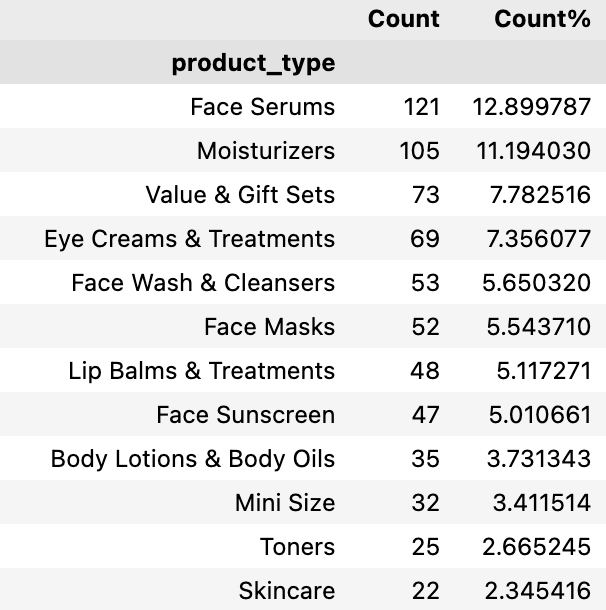 Count Count%
product_type
Face Serums 121 12.899787
Moisturizers 105 11.194030
Value & Gift Sets 73 7.782516
Eye Creams & Treatments 69 7.356077
Face Wash & Cleansers 53 5.650320
Face Masks 52 5.543710
Lip Balms & Treatments 48 5.117271
Face Sunscreen 47 5.010661
Body Lotions & Body Oils 35 3.731343
Mini Size 32 3.411514
Toners 25 2.665245
Skincare 22 2.345416